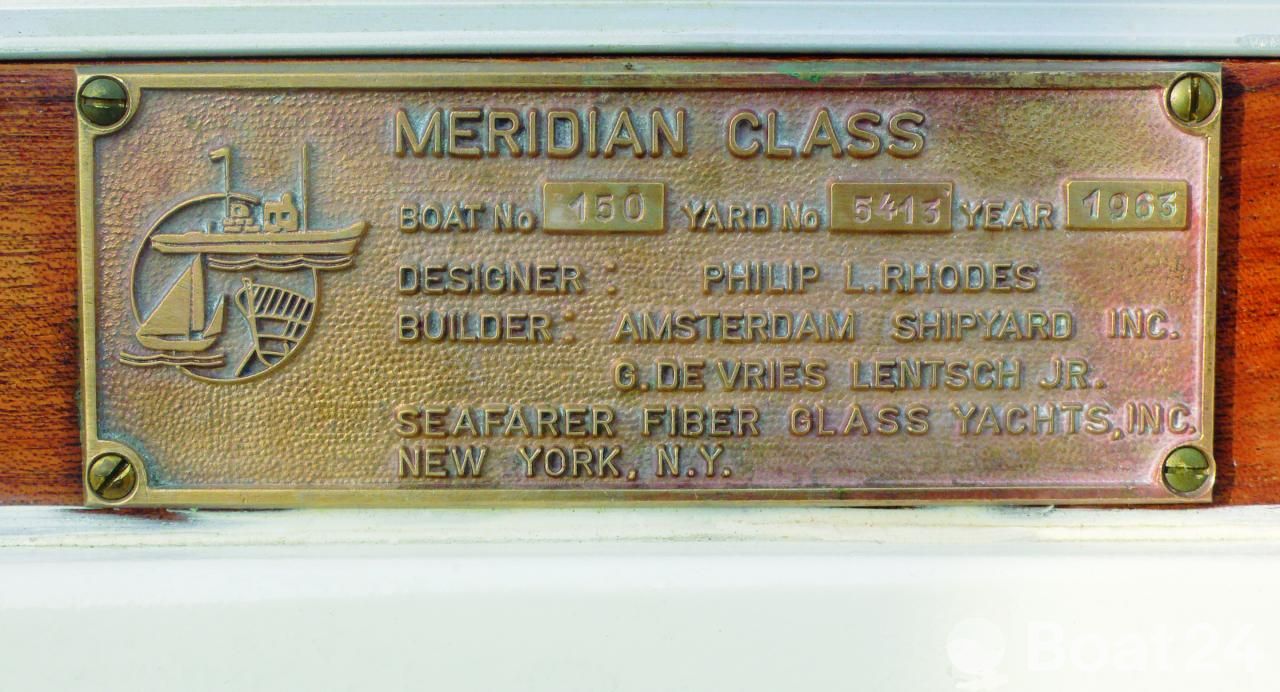 MERIDIAN CLASS
BOAT No 150 YARD No 5413 YEAR 1963
DESIGNER : PHILIP L.RHODES
BUILDER : AMSTERDAM SHIPYARD INC.
G.DE VRIES LENTSCH JR.
SEAFARER FIBER GLASS YACHTS, INC.
NEW YORK, N.Y.
Boat24